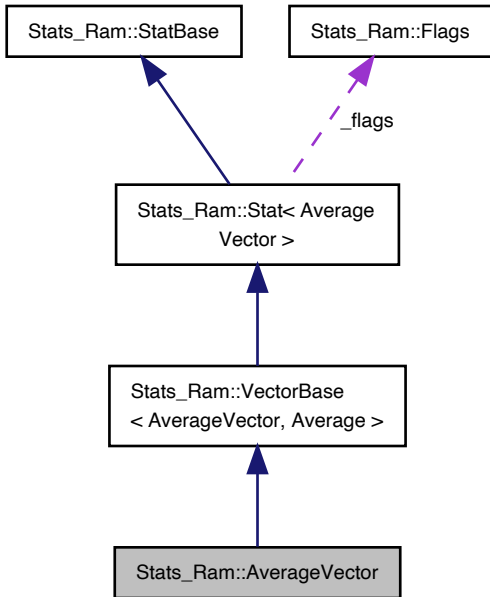 Stats_Ram::StatBase
Stats_Ram::Flags
_flags
Stats_Ram::Stat< Average
Vector >
Stats_Ram::VectorBase
< AverageVector, Average >
Stats_Ram::AverageVector